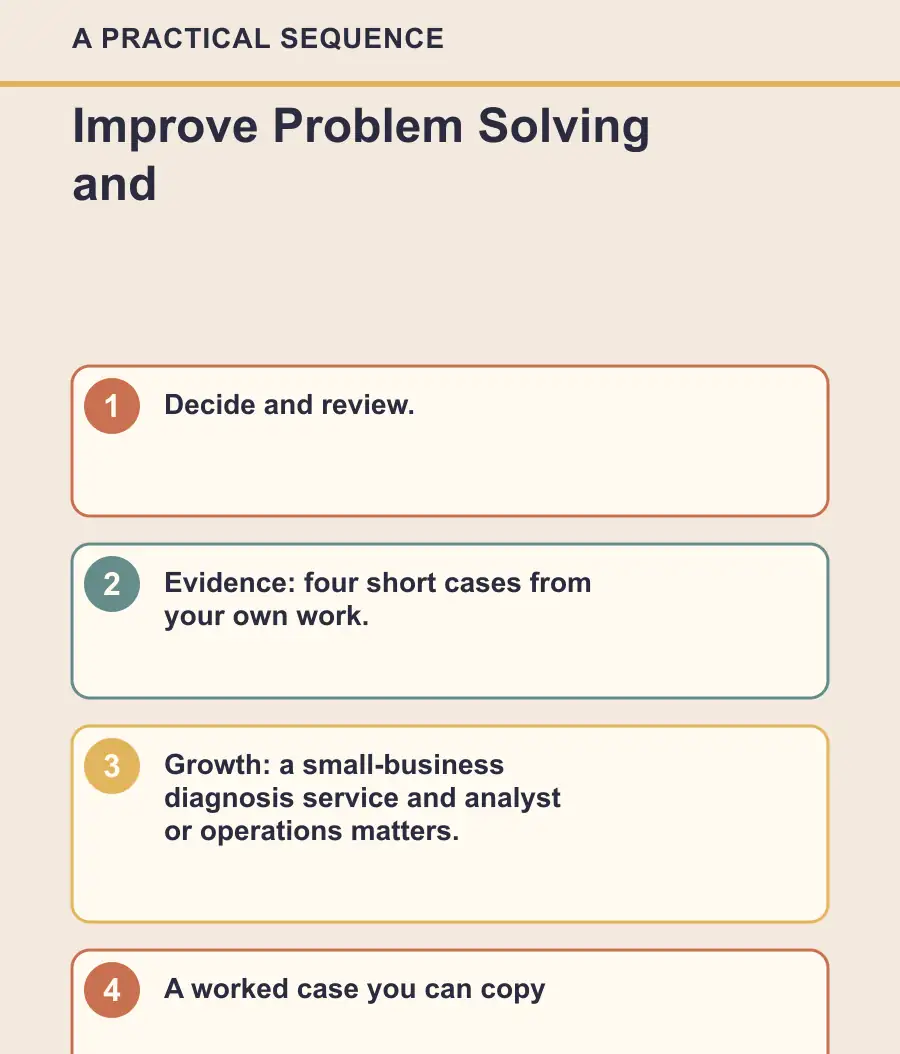 A PRACTICAL SEQUENCE
Improve Problem Solving
and
1
Decide and review.
2
Evidence: four short cases from
your own work.
3
Growth: a small-business
diagnosis service and analyst
or operations matters.
4
A worked case you can copy